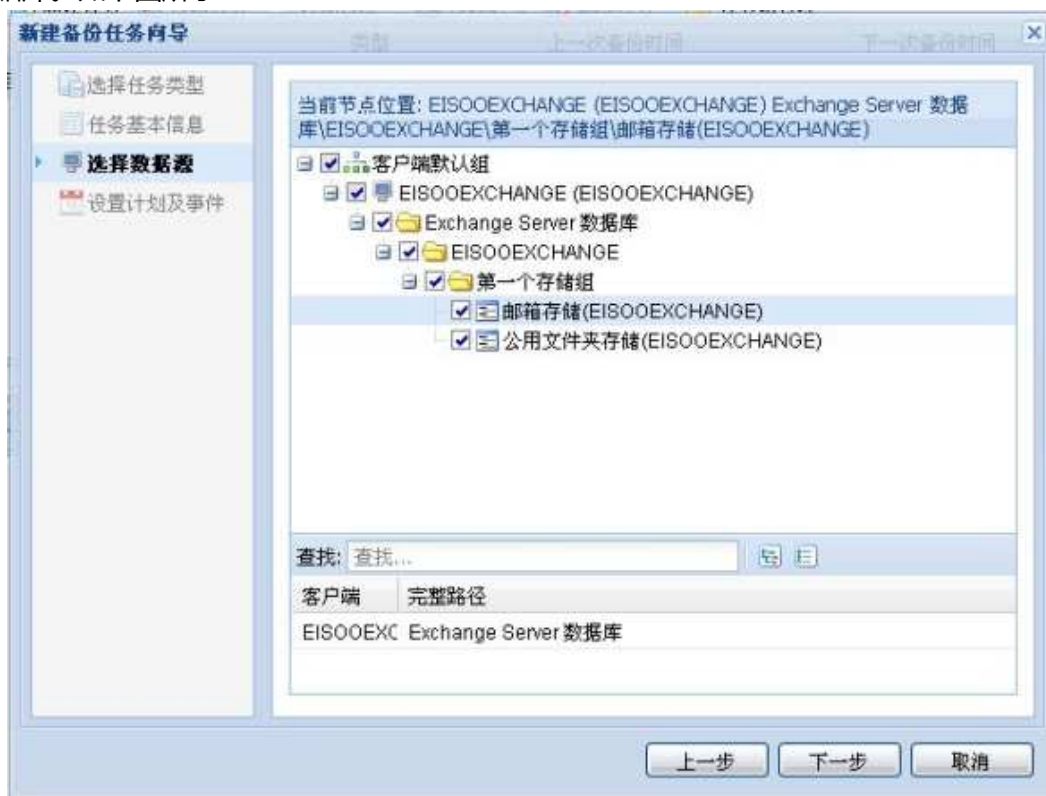 新建备份任务向导
类型 上一次备份时间 下一次备份时间
选择任务类型
任务基本信息
选择数据源
设置计划及事件
当前节点位置: EISOOEXCHANGE (EISOOEXCHANGE) Exchange Server 数据
库\EISOOEXCHANGE\第一个存储组\邮箱存储(EISOOEXCHANGE)
客户端默认组
EISOOEXCHANGE (EISOOEXCHANGE)
Exchange Server 数据库
EISOOEXCHANGE
第一个存储组
邮箱存储(EISOOEXCHANGE)
公用文件夹存储(EISOOEXCHANGE)
查找: 查找...
客户端 完整路径
EISOOEXC Exchange Server 数据库
上一步 下一步 取消